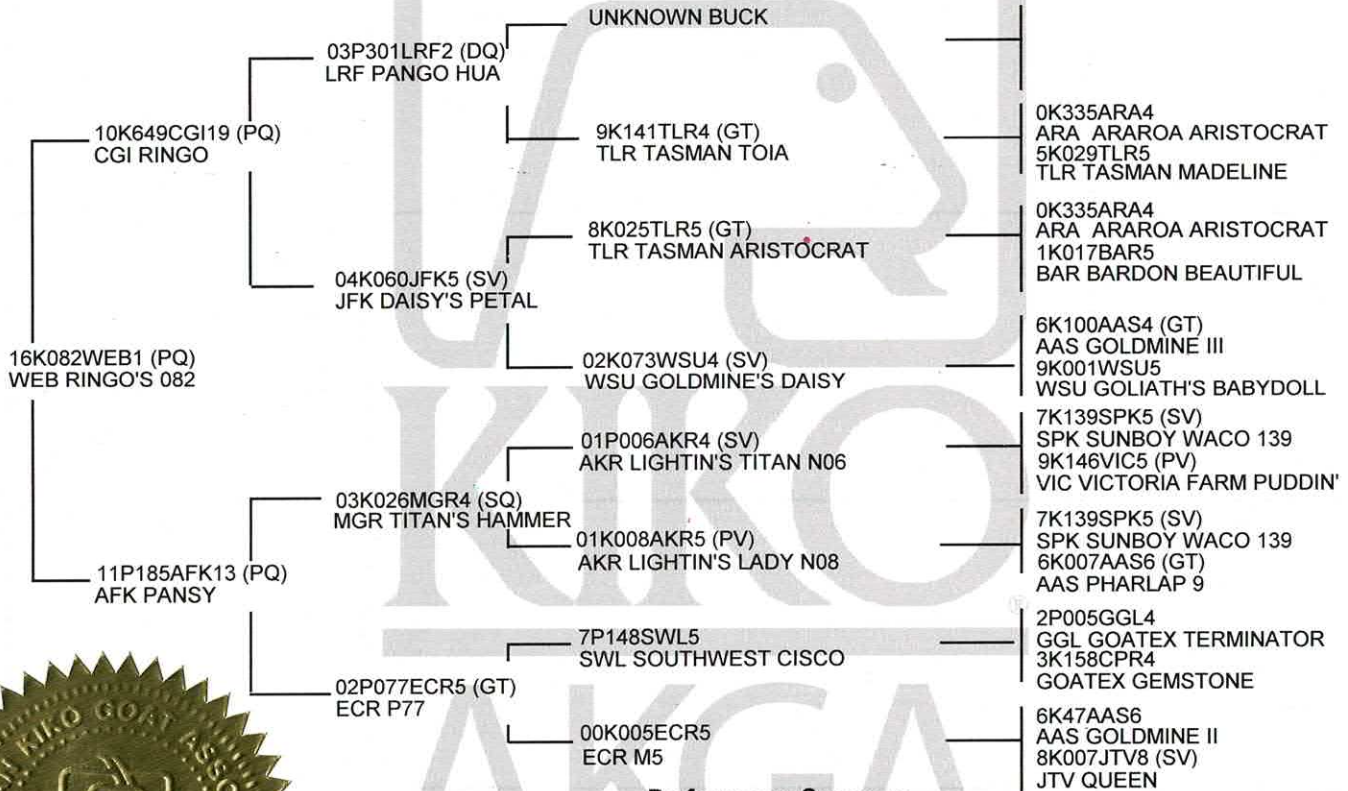 16K082WEB1 (PQ)
WEB RINGO'S 082
10K649CGI19 (PQ)
CGI RINGO
11P185AFK13 (PQ)
AFK PANSY
03P301LRF2 (DQ)
LRF PANGO HUA
04K060JFK5 (SV)
JFK DAISY'S PETAL
03K026MGR4 (SQ)
MGR TITAN'S HAMMER
02P077ECR5 (GT)
ECR P77
UNKNOWN BUCK
9K141TLR4 (GT)
TLR TASMAN TOIA
8K025TLR5 (GT)
TLR TASMAN ARISTOCRAT
02K073WSU4 (SV)
WSU GOLDMINE'S DAISY
01P006AKR4 (SV)
AKR LIGHTIN'S TITAN N06
01K008AKR5 (PV)
AKR LIGHTIN'S LADY N08
7P148SWL5
SWL SOUTHWEST CISCO
00K005ECR5
ECR M5
0K335ARA4
ARA ARAROA ARISTOCRAT
5K029TLR5
TLR TASMAN MADELINE
0K335ARA4
ARA ARAROA ARISTOCRAT
1K017BAR5
BAR BARDON BEAUTIFUL
6K100AAS4 (GT)
AAS GOLDMINE III
9K001WSU5
WSU GOLIATH'S BABYDOLL
7K139SPK5 (SV)
SPK SUNBOY WACO 139
9K146VIC5 (PV)
VIC VICTORIA FARM PUDDIN'
7K139SPK5 (SV)
SPK SUNBOY WACO 139
6K007AAS6 (GT)
AAS PHARLAP 9
2P005GGL4
GGL GOATEX TERMINATOR
3K158CPR4
GOATEX GEMSTONE
6K47AAS6
AAS GOLDMINE II
8K007JTV8 (SV)
JTV QUEEN
KIKO
®
AKGA
KIKO GOAT